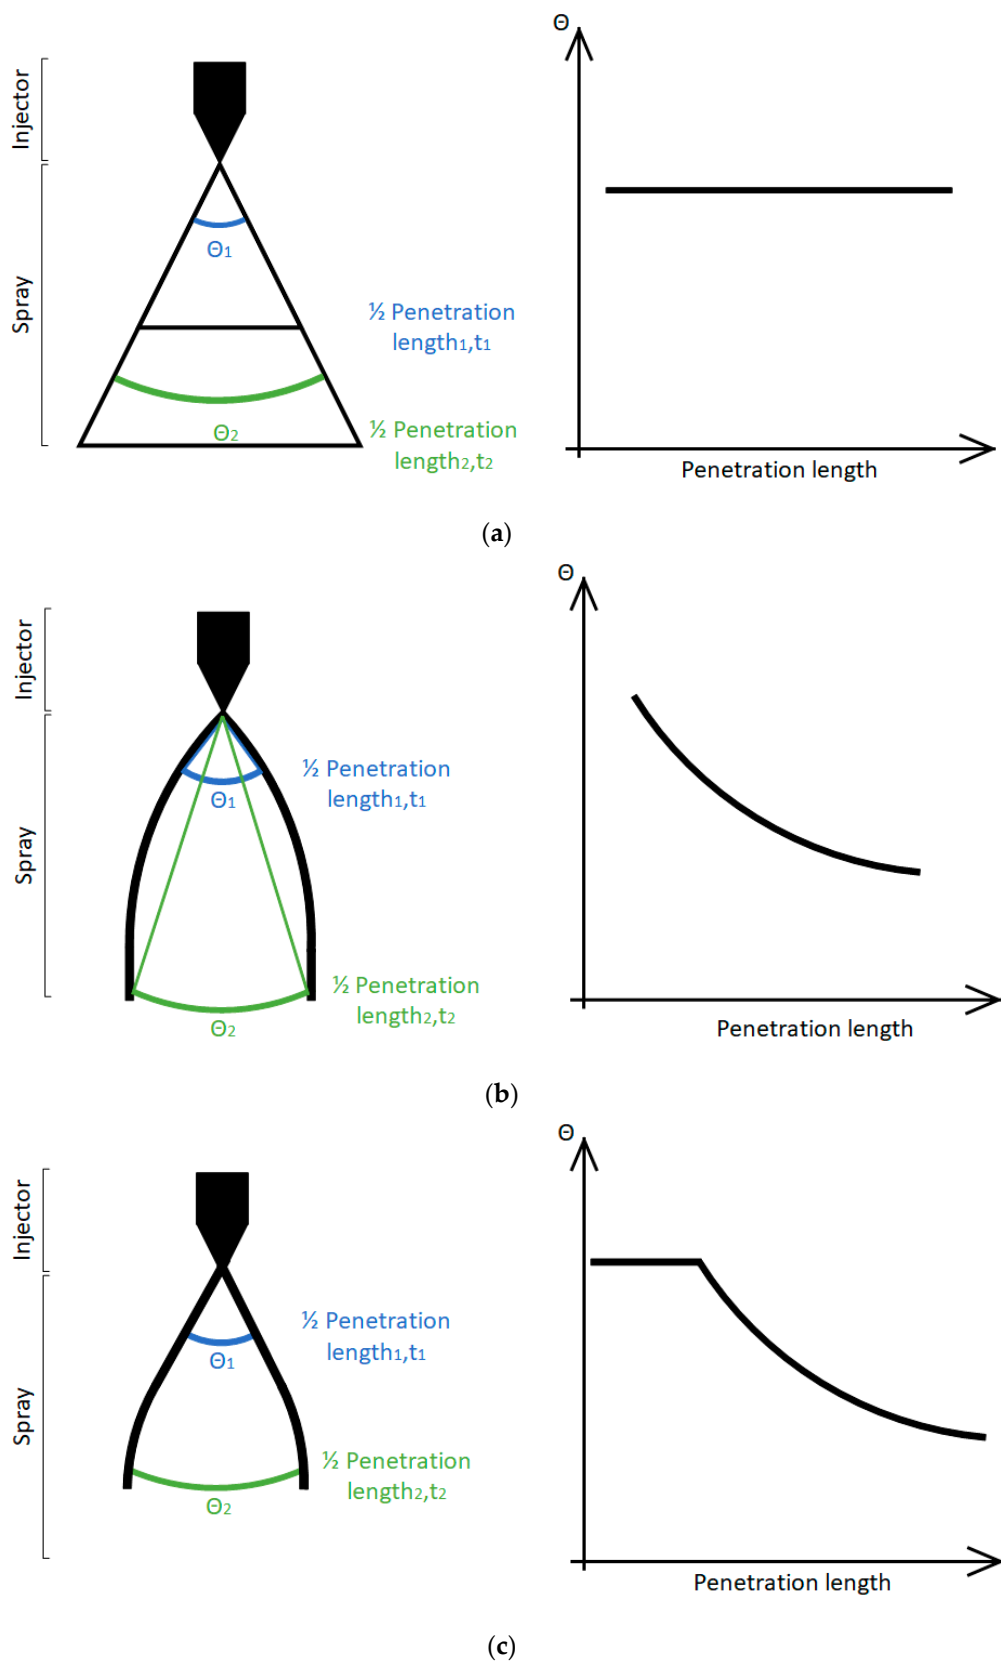 Θ
Injector
Spray
Θ1
½ Penetration
length1,t1
Θ2
½ Penetration
length2,t2
Penetration length
(a)
Θ
Injector
Spray
½ Penetration
length1,t1
Θ1
½ Penetration
length2,t2
Θ2
Penetration length
(b)
Θ
Injector
Spray
½ Penetration
length1,t1
Θ1
½ Penetration
length2,t2
Θ2
Penetration length
(c)